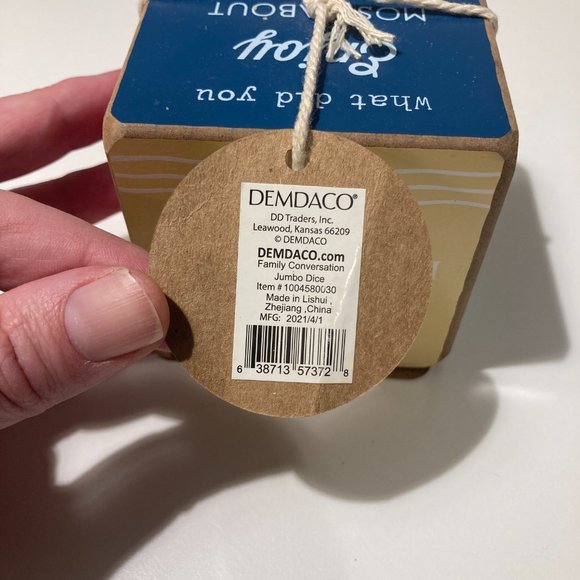 What did you
Enjoy
MOST ABOUT
DEMDACO®
DD Traders, Inc.
Leawood, Kansas 66209
© DEMDACO
DEMDACO.com
Family Conversation
Jumbo Dice
Item # 1004580030
Made in Lishui ,
Zhejiang ,China
MFG: 2021/4/1
6 38713 57372 8